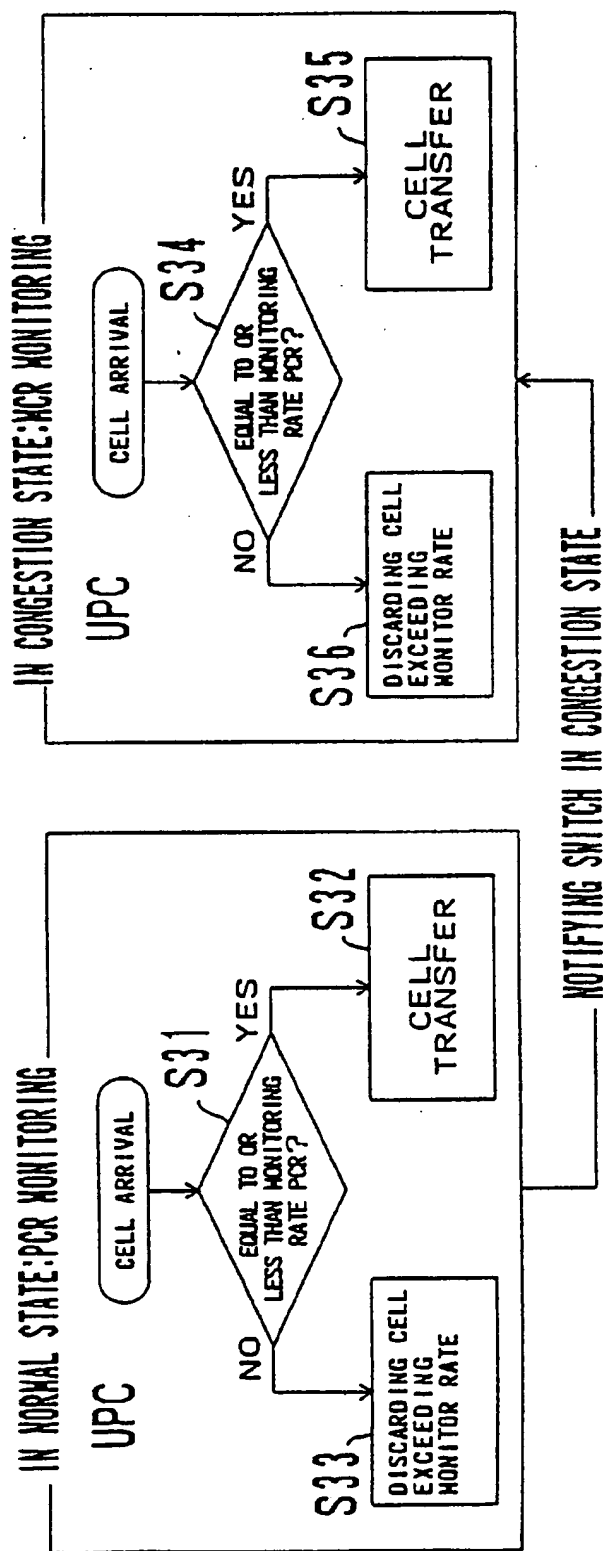 IN NORMAL STATE:PCR MONITORING
UPC
CELL ARRIVAL
S31
EQUAL TO OR
LESS THAN MONITORING
RATE PCR?
NO
YES
S33
DISCARDING CELL
EXCEEDING
MONITOR RATE
S32
CELL
TRANSFER
IN CONGESTION STATE:MCR MONITORING
UPC
CELL ARRIVAL
S34
EQUAL TO OR
LESS THAN MONITORING
RATE PCR?
NO
YES
S36
DISCARDING CELL
EXCEEDING
MONITOR RATE
S35
CELL
TRANSFER
NOTIFYING SWITCH IN CONGESTION STATE